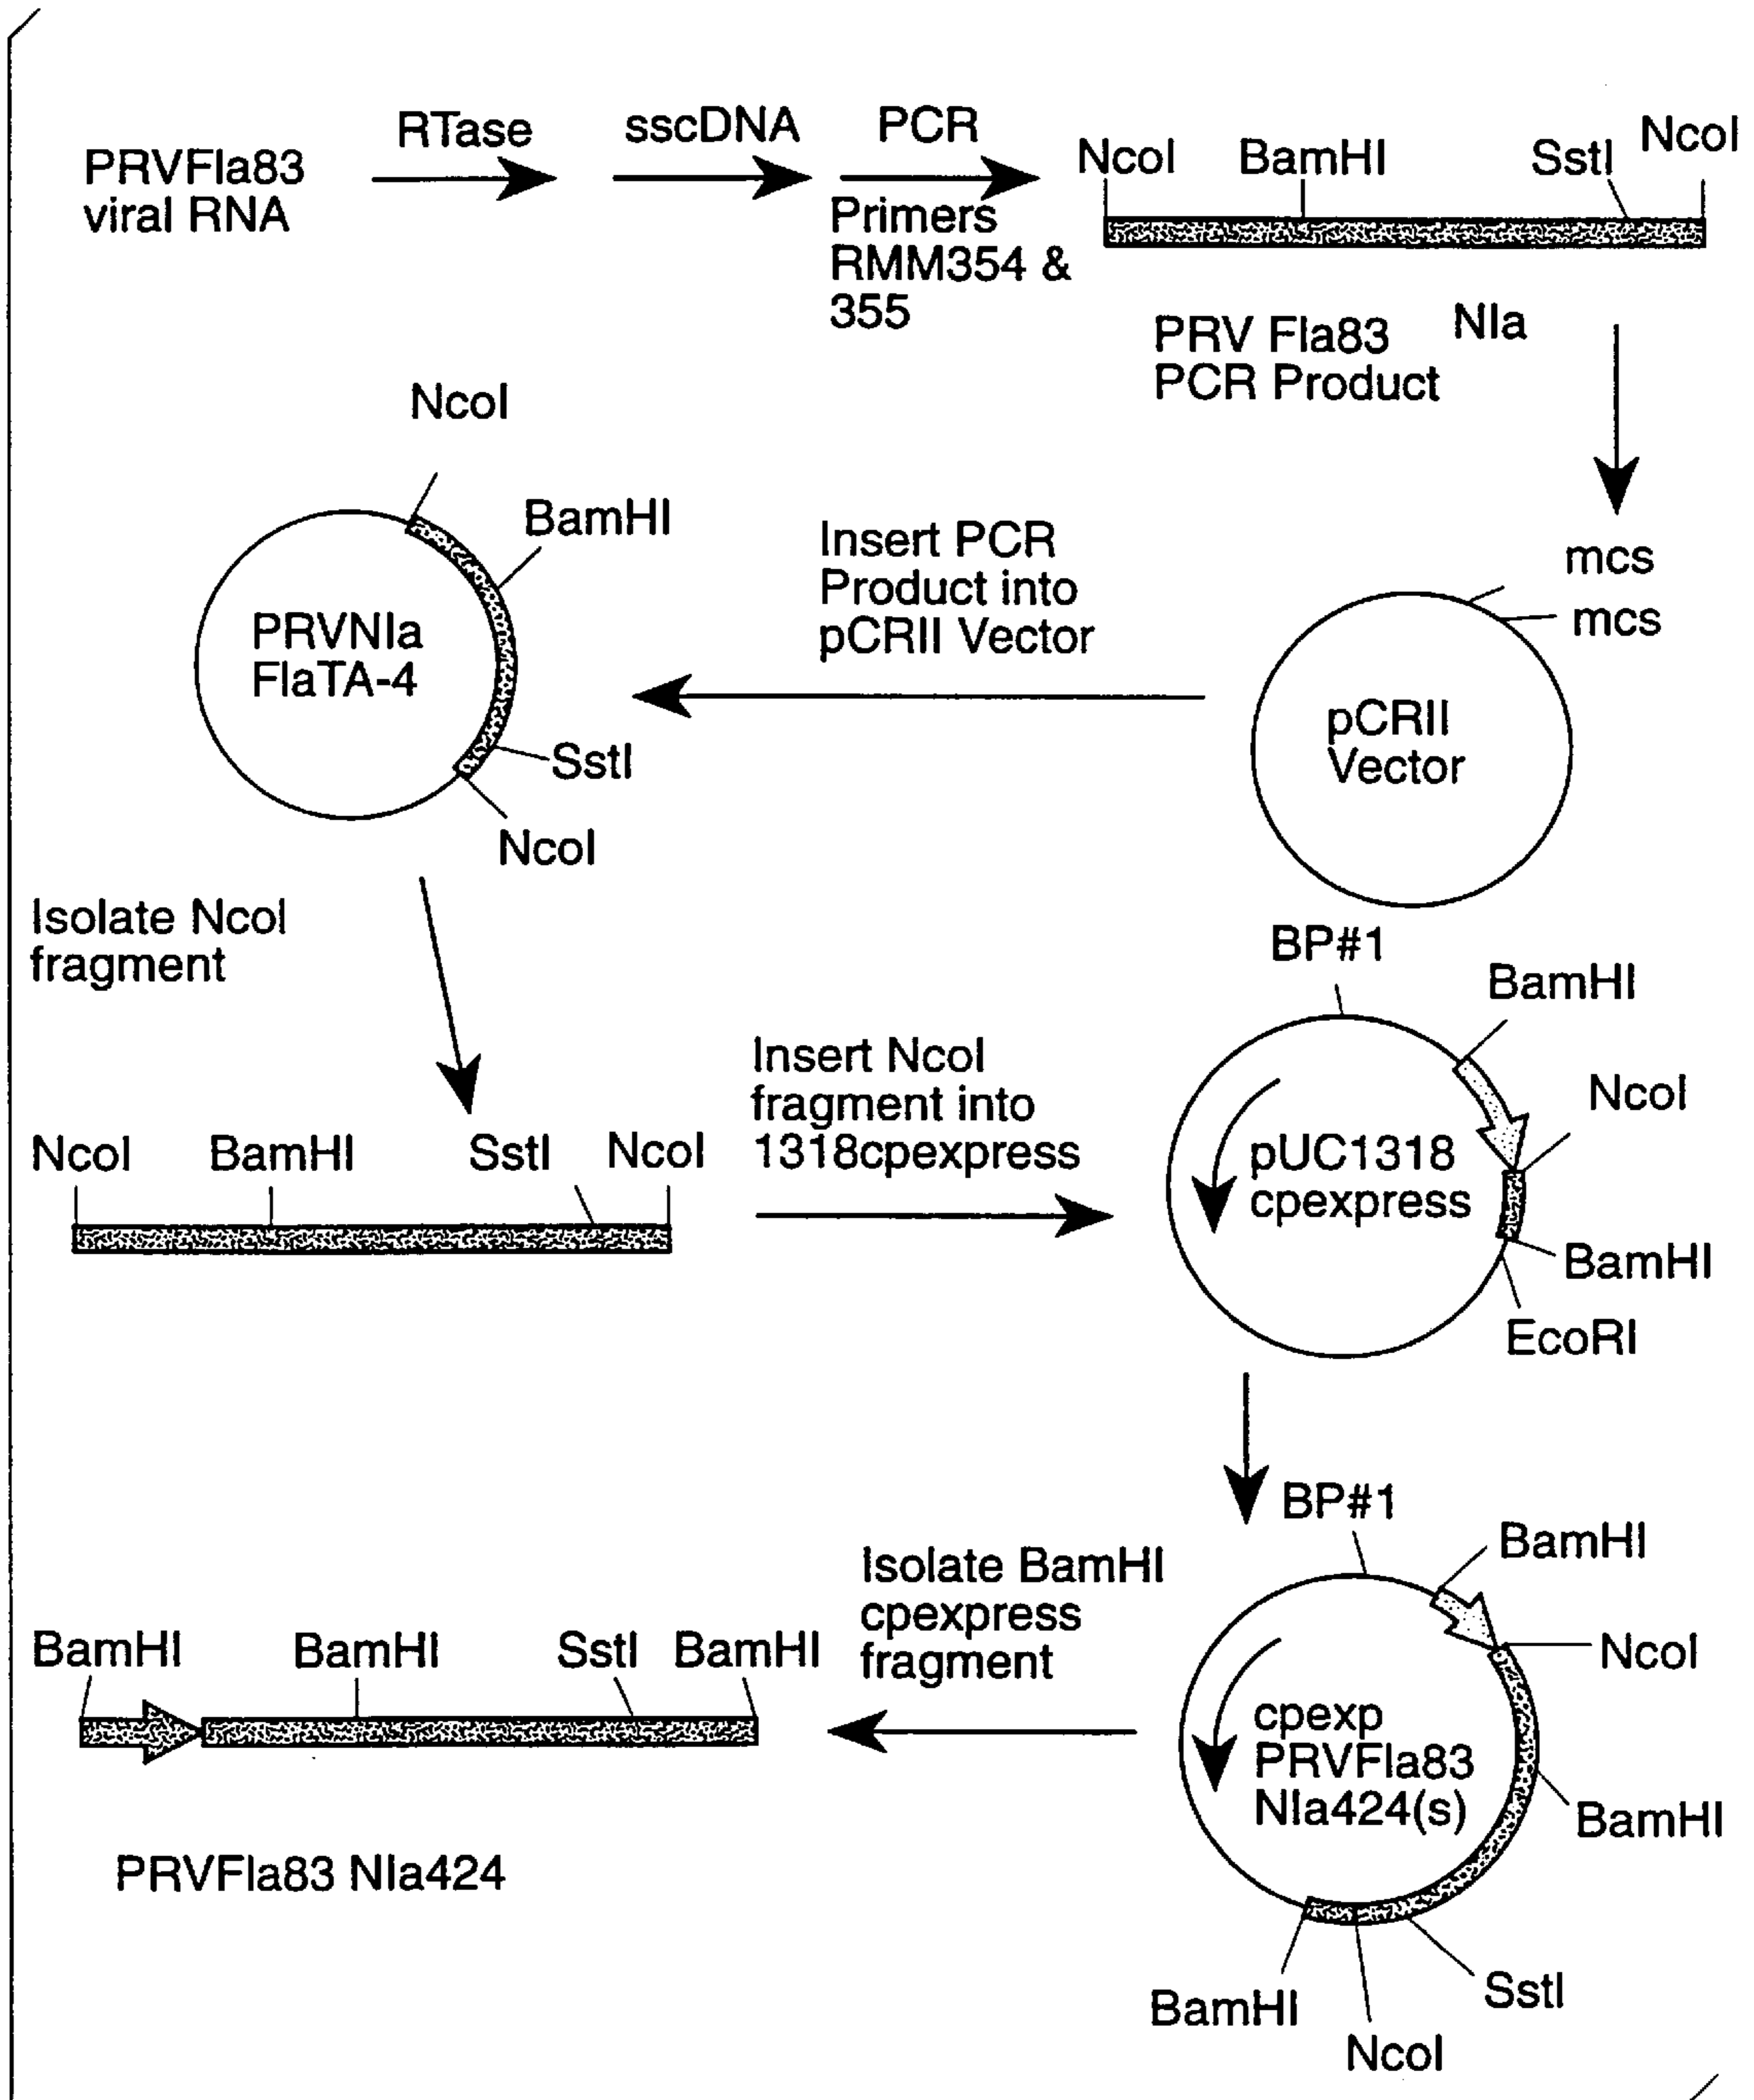 PRVFla83
viral RNA
RTase
sscDNA
PCR
Primers
RMM354 &
355
NcoI
BamHI
SstI
NcoI
PRV Fla83
PCR Product
NIa
mcs
mcs
pCRII
Vector
Insert PCR
Product into
pCRII Vector
NcoI
BamHI
PRVNIa
FlaTA-4
SstI
NcoI
Isolate NcoI
fragment
NcoI
BamHI
SstI
NcoI
Insert NcoI
fragment into
1318cpexpress
BP#1
BamHI
NcoI
pUC1318
cpexpress
BamHI
EcoRI
BP#1
BamHI
NcoI
cpexp
PRVFla83
NIa424(s)
BamHI
SstI
NcoI
BamHI
Isolate BamHI
cpexpress
fragment
BamHI
BamHI
SstI
BamHI
PRVFla83 NIa424